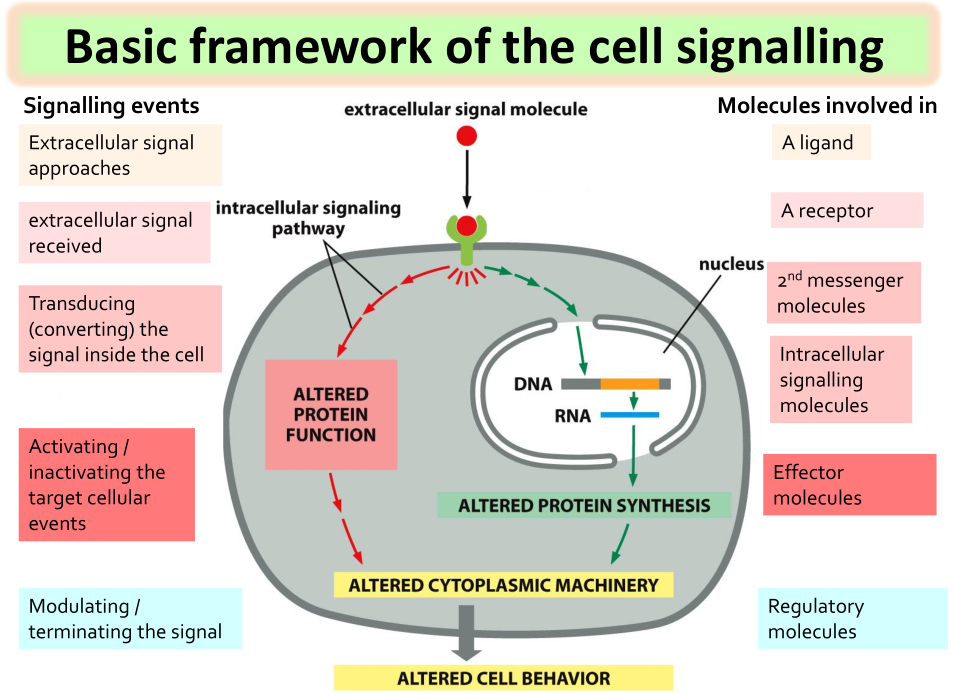 Basic framework of the cell signalling
Signalling events
Extracellular signal
approaches
extracellular signal
received
Transducing
(converting) the
signal inside the cell
Activating /
inactivating the
target cellular
events
Modulating /
terminating the signal
extracellular signal molecule
intracellular signaling
pathway
nucleus
DNA
RNA
ALTERED
PROTEIN
FUNCTION
ALTERED PROTEIN SYNTHESIS
ALTERED CYTOPLASMIC MACHINERY
ALTERED CELL BEHAVIOR
Molecules involved in
A ligand
A receptor
2nd messenger
molecules
Intracellular
signalling
molecules
Effector
molecules
Regulatory
molecules